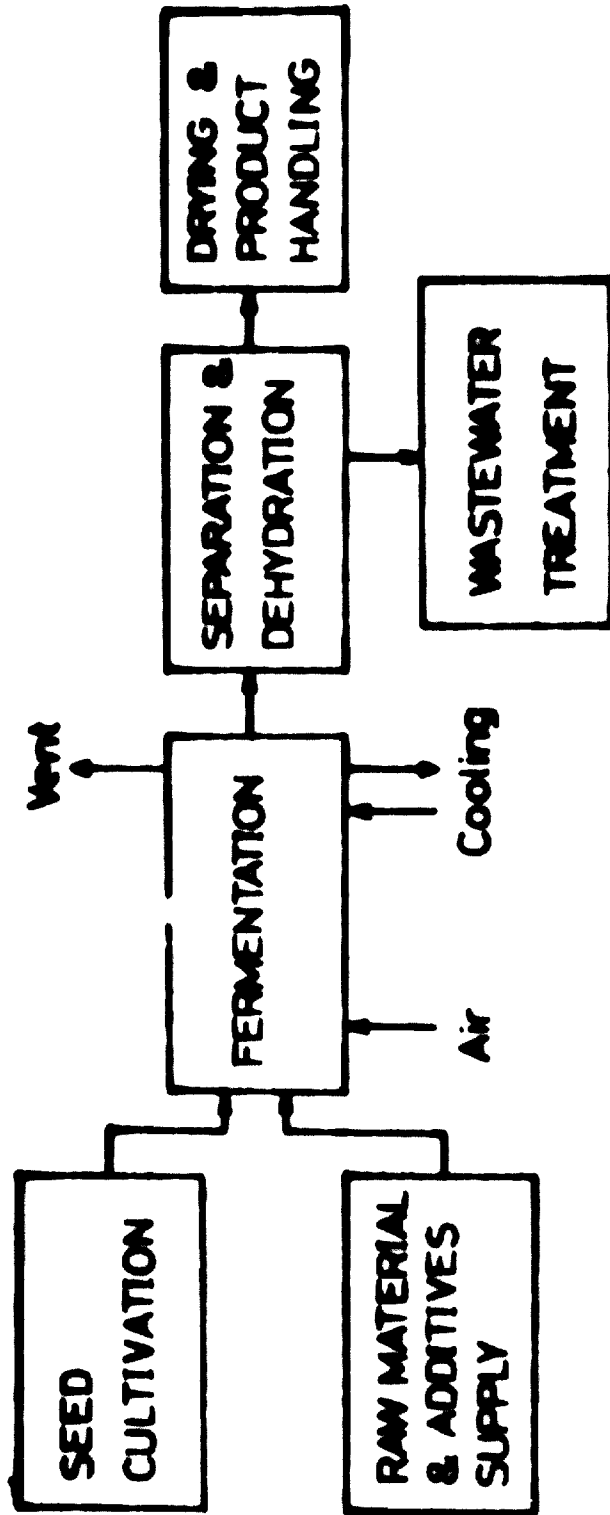 SEED
CULTIVATION
RAW MATERIAL
& ADDITIVES
SUPPLY
Vent
FERMENTATION
Air
Cooling
SEPARATION &
DEHYDRATION
WASTEWATER
TREATMENT
DRYING &
PRODUCT
HANDLING